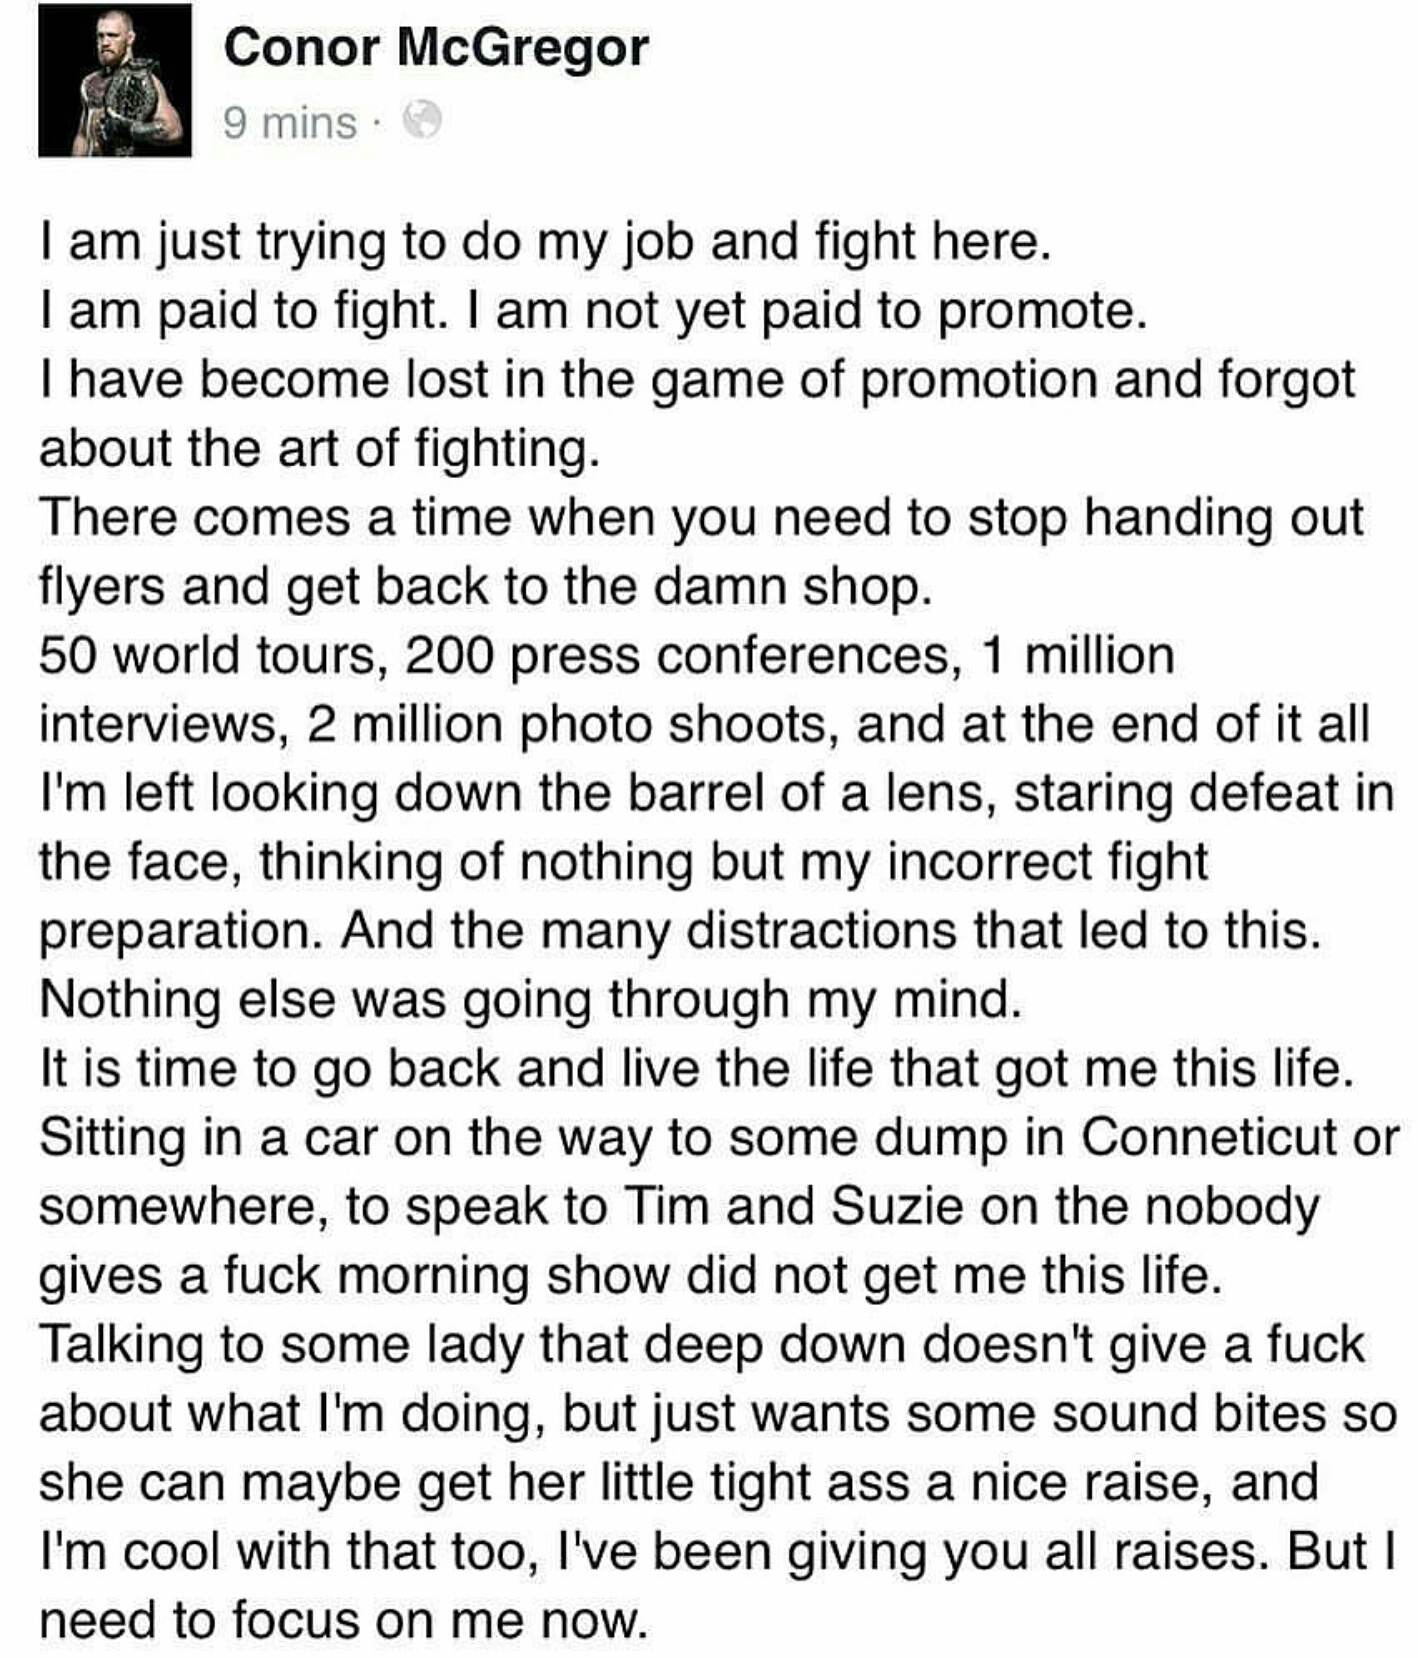 Conor McGregor
9 mins ·
I am just trying to do my job and fight here.
I am paid to fight. I am not yet paid to promote.
I have become lost in the game of promotion and forgot
about the art of fighting.
There comes a time when you need to stop handing out
flyers and get back to the damn shop.
50 world tours, 200 press conferences, 1 million
interviews, 2 million photo shoots, and at the end of it all
I'm left looking down the barrel of a lens, staring defeat in
the face, thinking of nothing but my incorrect fight
preparation. And the many distractions that led to this.
Nothing else was going through my mind.
It is time to go back and live the life that got me this life.
Sitting in a car on the way to some dump in Conneticut or
somewhere, to speak to Tim and Suzie on the nobody
gives a fuck morning show did not get me this life.
Talking to some lady that deep down doesn't give a fuck
about what I'm doing, but just wants some sound bites so
she can maybe get her little tight ass a nice raise, and
I'm cool with that too, I've been giving you all raises. But I
need to focus on me now.